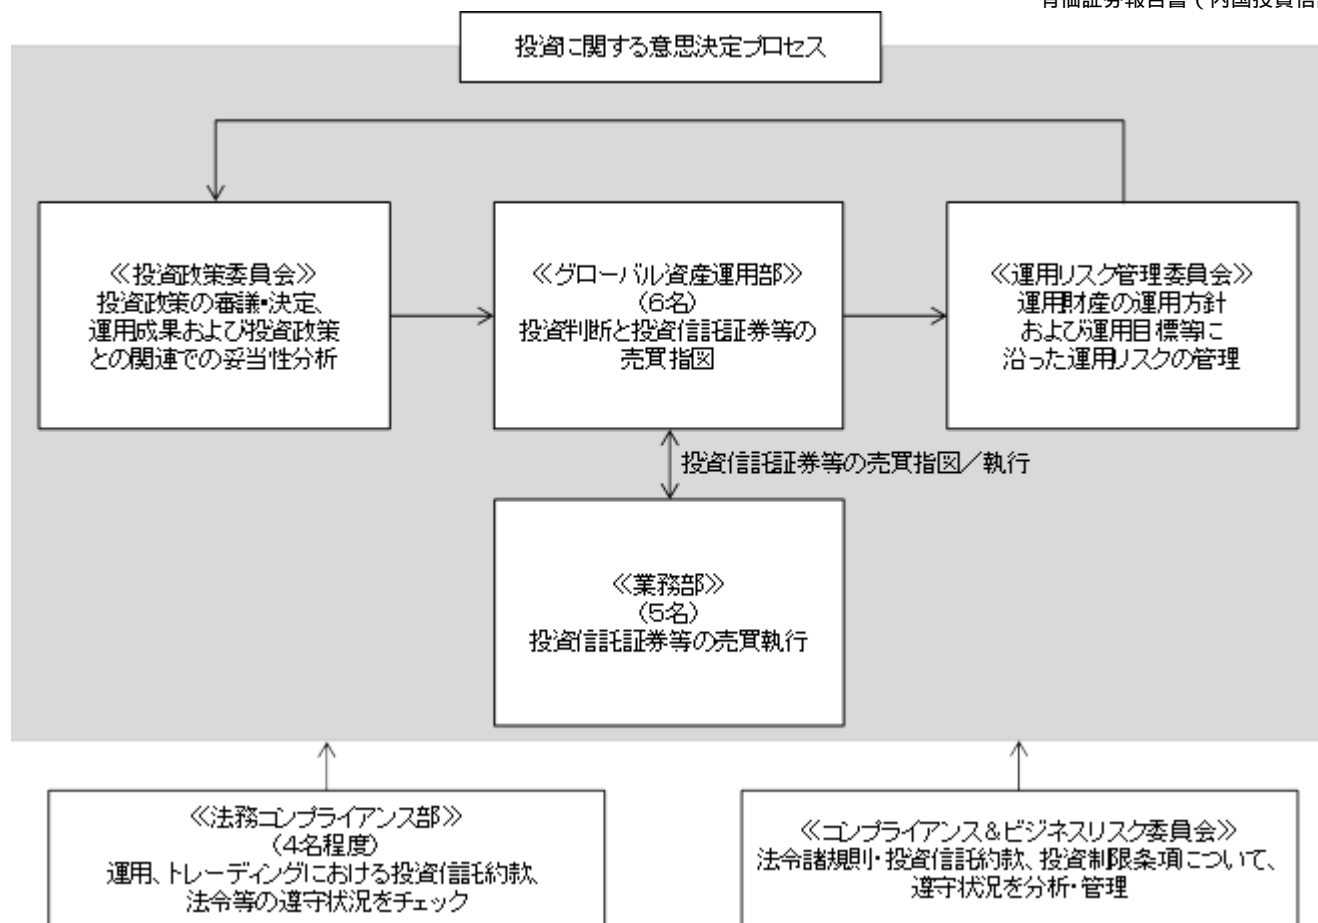 有価証券報告書（内国投資信
投資に関する意思決定プロセス
≪投資政策委員会≫
投資政策の審議・決定、
運用成果および投資政策
との関連での妥当性分析
≪グローバル資産運用部≫
(6名)
投資判断と投資信託証券等の
売買指図
≪運用リスク管理委員会≫
運用財産の運用方針
および運用目標等に
沿った運用リスクの管理
投資信託証券等の売買指図／執行
≪業務部≫
(5名)
投資信託証券等の売買執行
≪法務コンプライアンス部≫
(4名程度)
運用、トレーディングにおける投資信託約款、
法令等の遵守状況をチェック
≪コンプライアンス＆ビジネスリスク委員会≫
法令諸規則・投資信託約款、投資制限条項について、
遵守状況を分析・管理